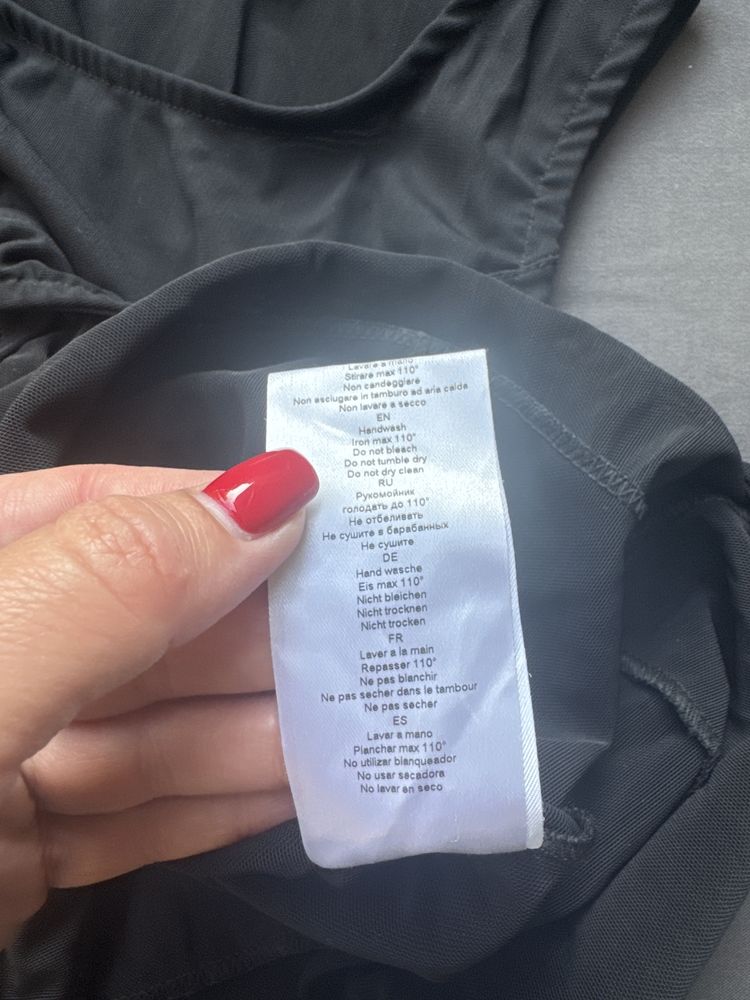 Lavare a mano
Stirare max 110°
Non candeggiare
Non asciugare in tamburo ad aria calda
Non lavare a secco
EN
Handwash
Iron max 110°
Do not bleach
Do not tumble dry
Do not dry clean
RU
Рукомойник
голодать до 110°
Не отбеливать
Не сушите в барабанных
Не сушите
DE
Hand wasche
Eis max 110°
Nicht bleichen
Nicht trocknen
Nicht trocken
FR
Laver a la main
Repasser 110°
Ne pas blanchir
Ne pas secher dans le tambour
Ne pas secher
ES
Lavar a mano
Planchar max 110°
No utilizar blanqueador
No usar secadora
No lavar en seco